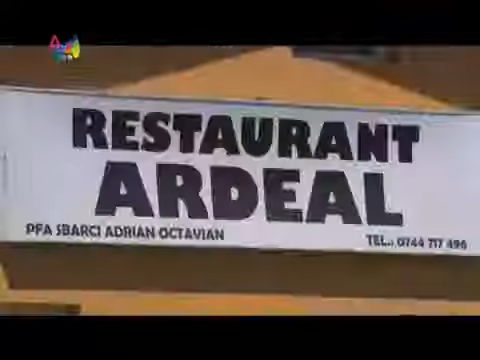 RESTAURANT
ARDEAL
PFA SBARCI ADRIAN OCTAVIAN
TEL.: 0744 717 496